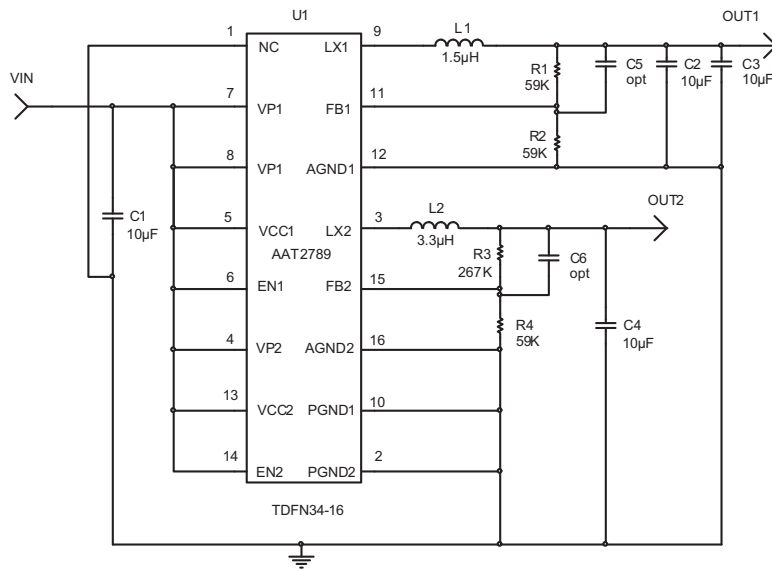 U1
OUT1
VIN
1 NC LX1 9
L1
1.5µH
R1
59K
C5
opt
C2
10µF
C3
10µF
7 VP1 FB1 11
R2
59K
8 VP1 AGND1 12
C1
10µF
5 VCC1 LX2 3
L2
3.3µH
OUT2
AAT2789
R3
267K
C6
opt
6 EN1 FB2 15
R4
59K
C4
10µF
4 VP2 AGND2 16
13 VCC2 PGND1 10
14 EN2 PGND2 2
TDFN34-16